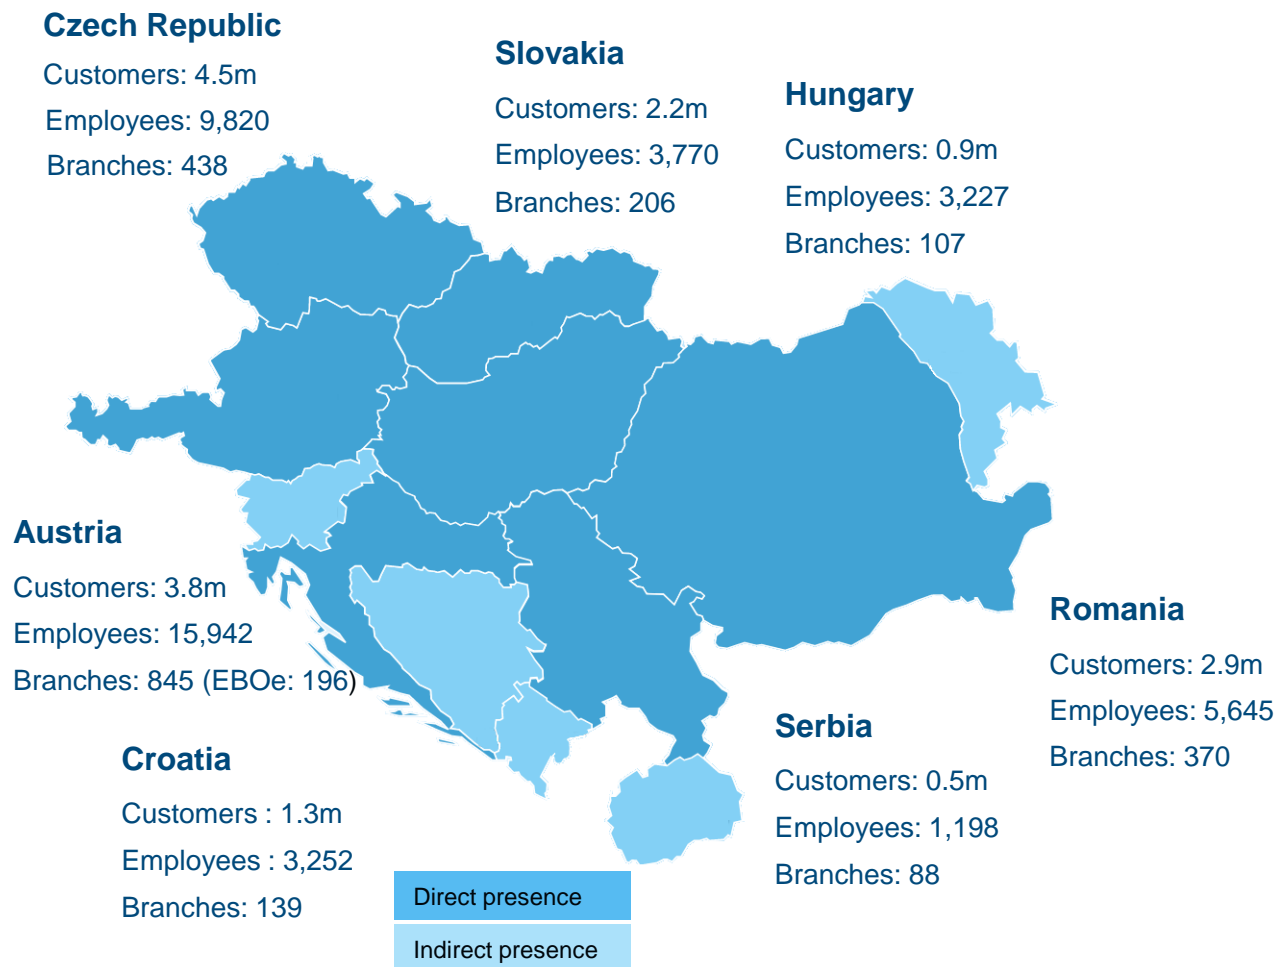 Czech Republic
Customers: 4.5m
Employees: 9,820
Branches: 438
Slovakia
Customers: 2.2m
Employees: 3,770
Branches: 206
Hungary
Customers: 0.9m
Employees: 3,227
Branches: 107
Austria
Customers: 3.8m
Employees: 15,942
Branches: 845 (EBOe: 196)
Romania
Customers: 2.9m
Employees: 5,645
Branches: 370
Serbia
Customers: 0.5m
Employees: 1,198
Branches: 88
Croatia
Customers : 1.3m
Employees : 3,252
Branches: 139
Direct presence
Indirect presence